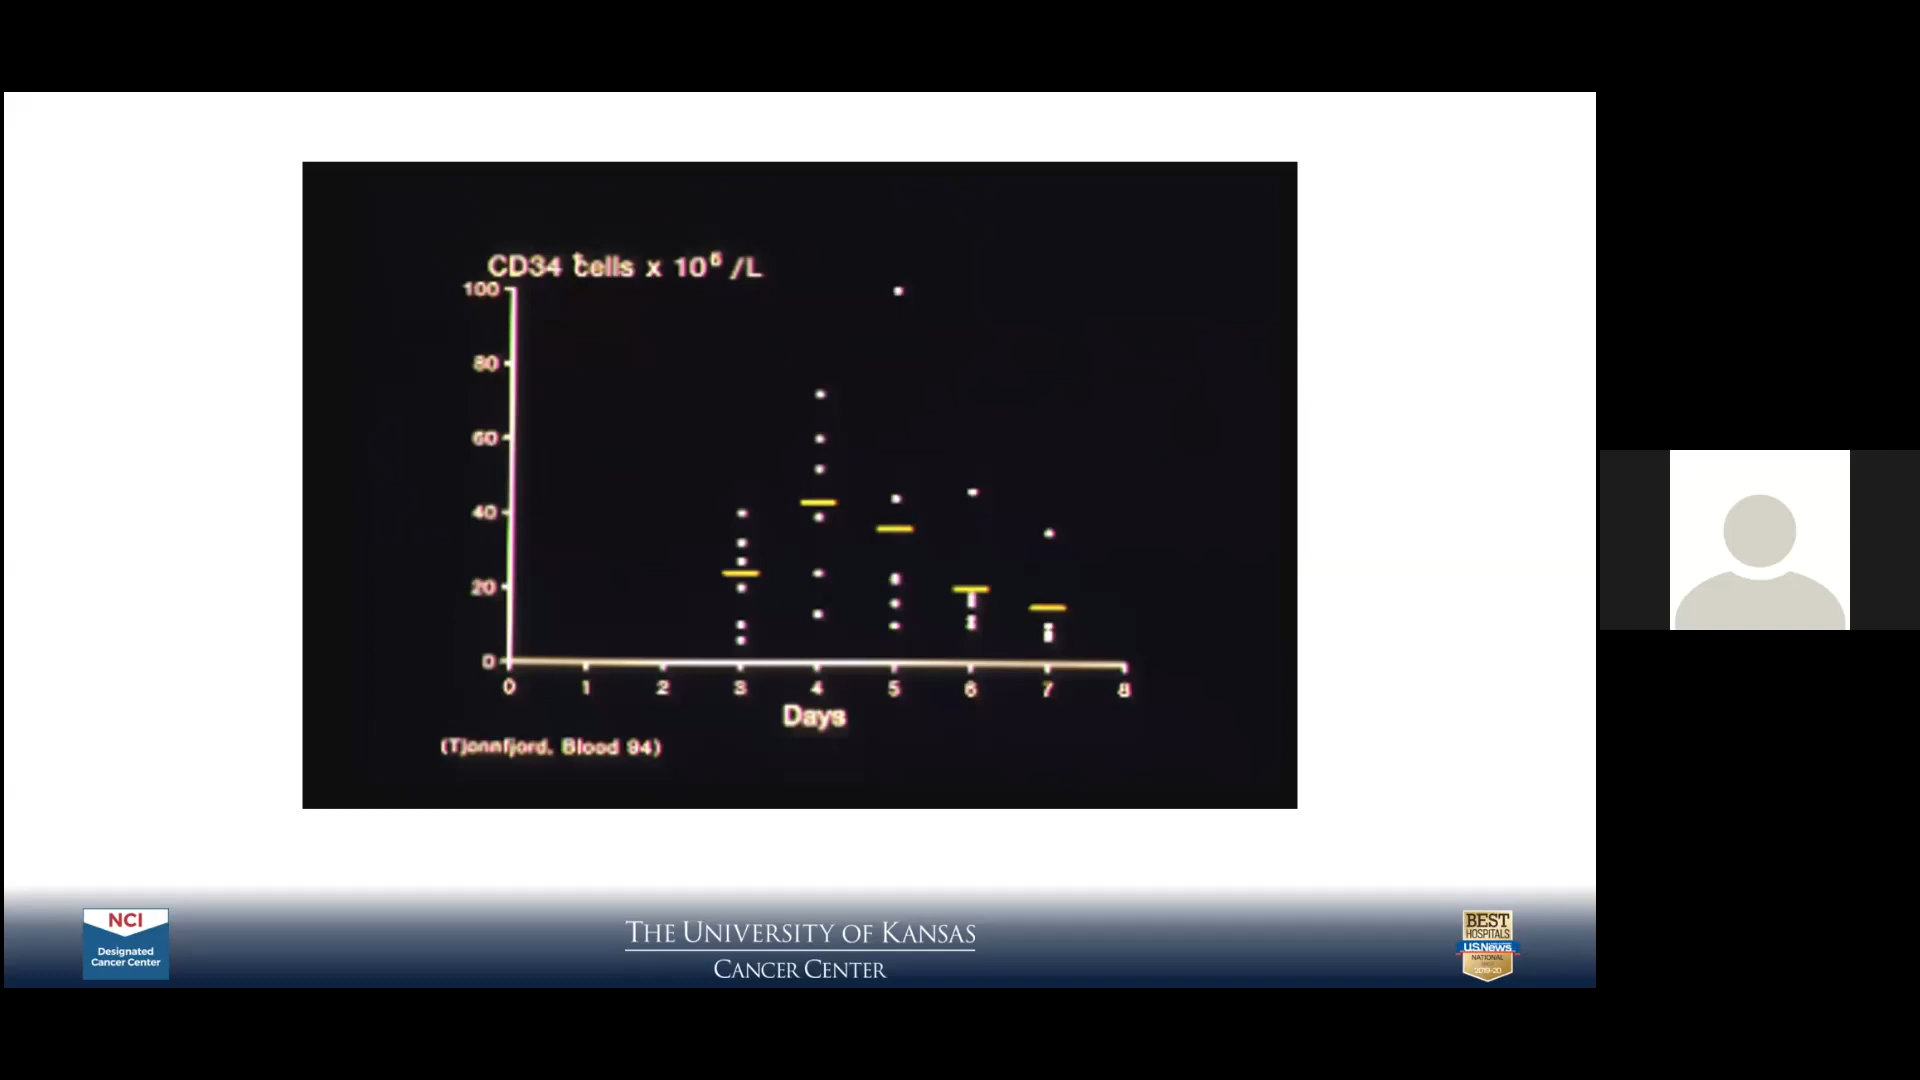 CD34 cells x 10⁶ /L
100
80
60
40
20
0
0 1 2 3 4 5 6 7 8
Days
(Tjonnfjord, Blood 94)
NCI
Designated
Cancer Center
THE UNIVERSITY OF KANSAS
CANCER CENTER
BEST
HOSPITALS
U.S.News
NATIONAL
2019-20